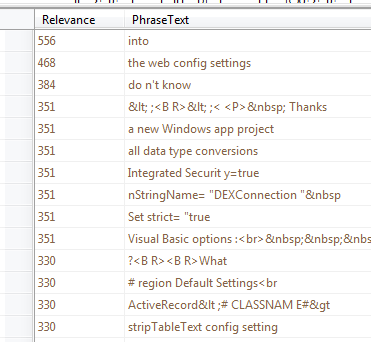 Relevance PhraseText
556 into
468 the web config settings
384 do n't know
351 &lt; ;<B R>&lt; ;< <P>&nbsp; Thanks
351 a new Windows app project
351 all data type conversions
351 Integrated Securit y=true
351 nStringName= "DEXConnection "&nbsp
351 Set strict= "true
351 Visual Basic options :<br>&nbsp;&nbsp;&nbs
330 ?<B R><B R>What
330 # region Default Settings<br
330 ActiveRecord&lt ;# CLASSNAM E#&gt
330 stripTableText config setting